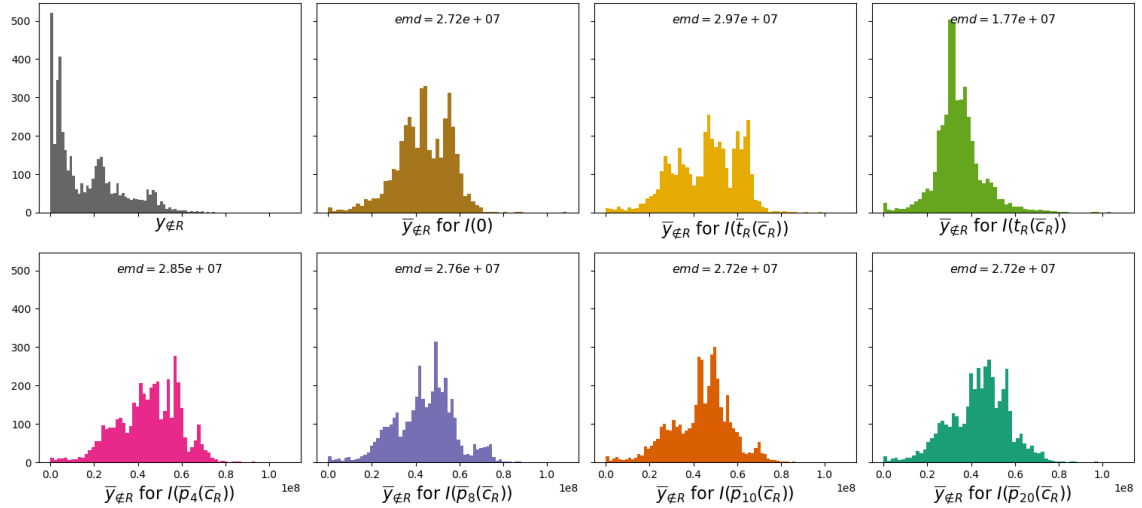 500
400
300
200
100
0
y∉R
emd = 2.72e + 07
y̅∉R for I(0)
emd = 2.97e + 07
y̅∉R for I(t̅R(c̅R))
emd = 1.77e + 07
y̅∉R for I(tR(c̅R))
500
400
300
200
100
0
emd = 2.85e + 07
0.0 0.2 0.4 0.6 0.8 1.0
1e8
y̅∉R for I(p̅4(c̅R))
emd = 2.76e + 07
0.0 0.2 0.4 0.6 0.8 1.0
1e8
y̅∉R for I(p̅8(c̅R))
emd = 2.72e + 07
0.0 0.2 0.4 0.6 0.8 1.0
1e8
y̅∉R for I(p̅10(c̅R))
emd = 2.72e + 07
0.0 0.2 0.4 0.6 0.8 1.0
1e8
y̅∉R for I(p̅20(c̅R))